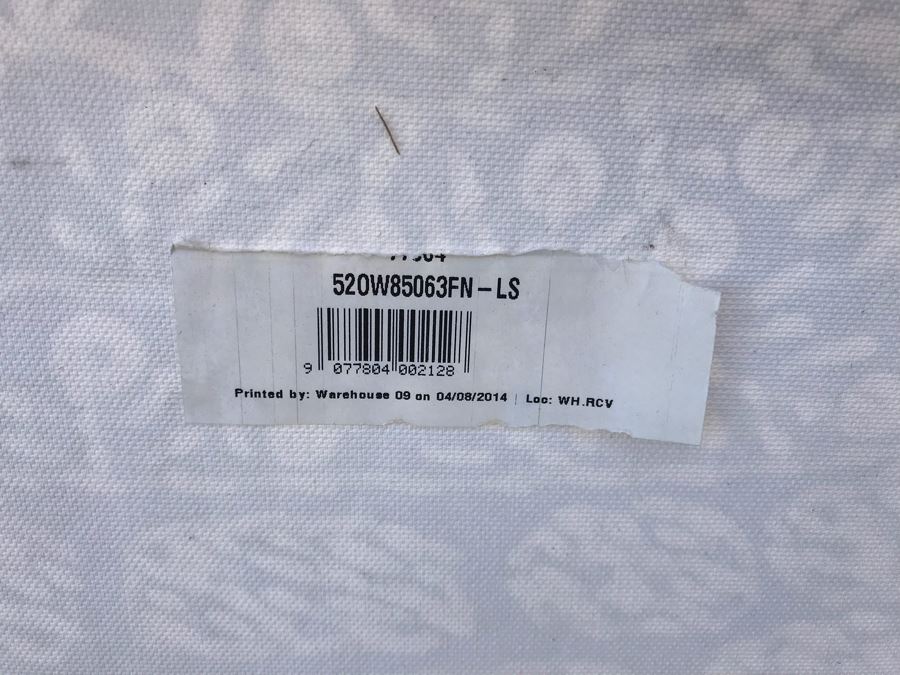 520W85063FN-LS
9 077804 002128
Printed by: Warehouse 09 on 04/08/2014 | Loc: WH.RCV